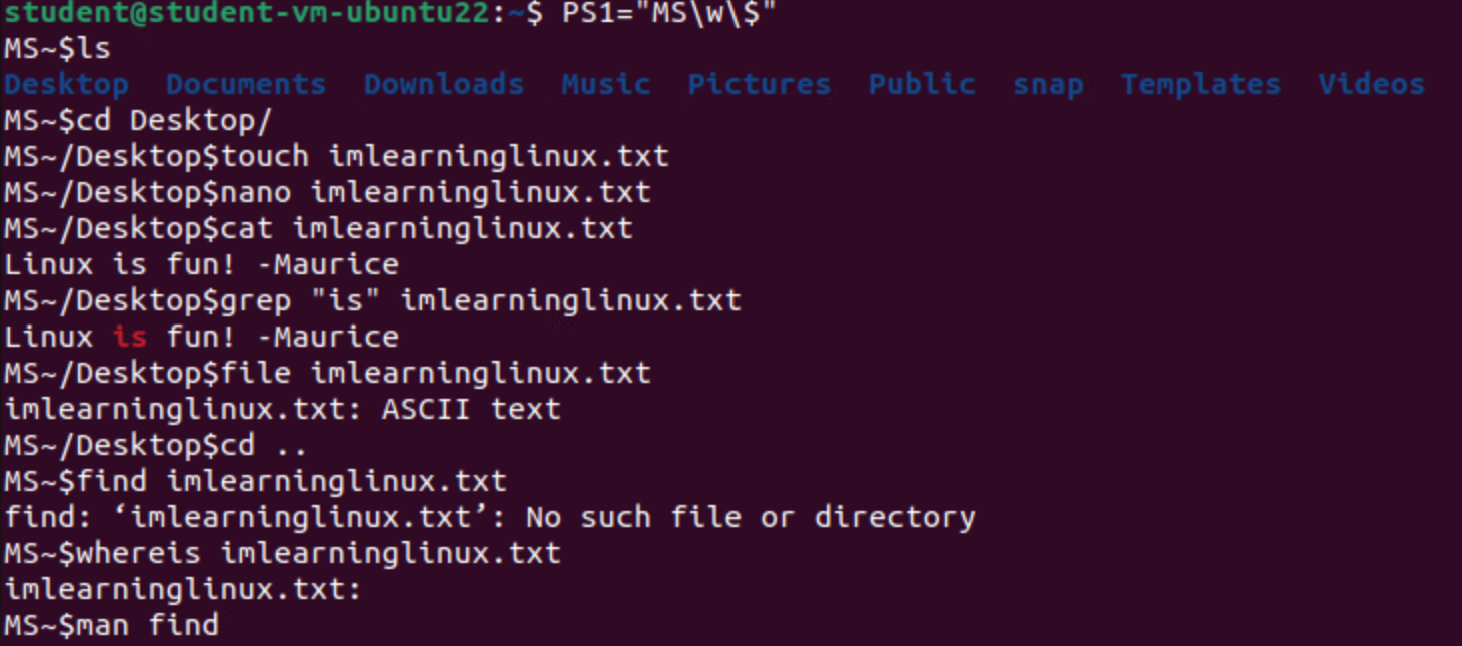 student@student-vm-ubuntu22:~$ PS1="MS\w\$"
MS~$ls
Desktop  Documents  Downloads  Music  Pictures  Public  snap  Templates  Videos
MS~$cd Desktop/
MS~/Desktop$touch imlearninglinux.txt
MS~/Desktop$nano imlearninglinux.txt
MS~/Desktop$cat imlearninglinux.txt
Linux is fun! -Maurice
MS~/Desktop$grep "is" imlearninglinux.txt
Linux is fun! -Maurice
MS~/Desktop$file imlearninglinux.txt
imlearninglinux.txt: ASCII text
MS~/Desktop$cd ..
MS~$find imlearninglinux.txt
find: ‘imlearninglinux.txt’: No such file or directory
MS~$whereis imlearninglinux.txt
imlearninglinux.txt:
MS~$man find